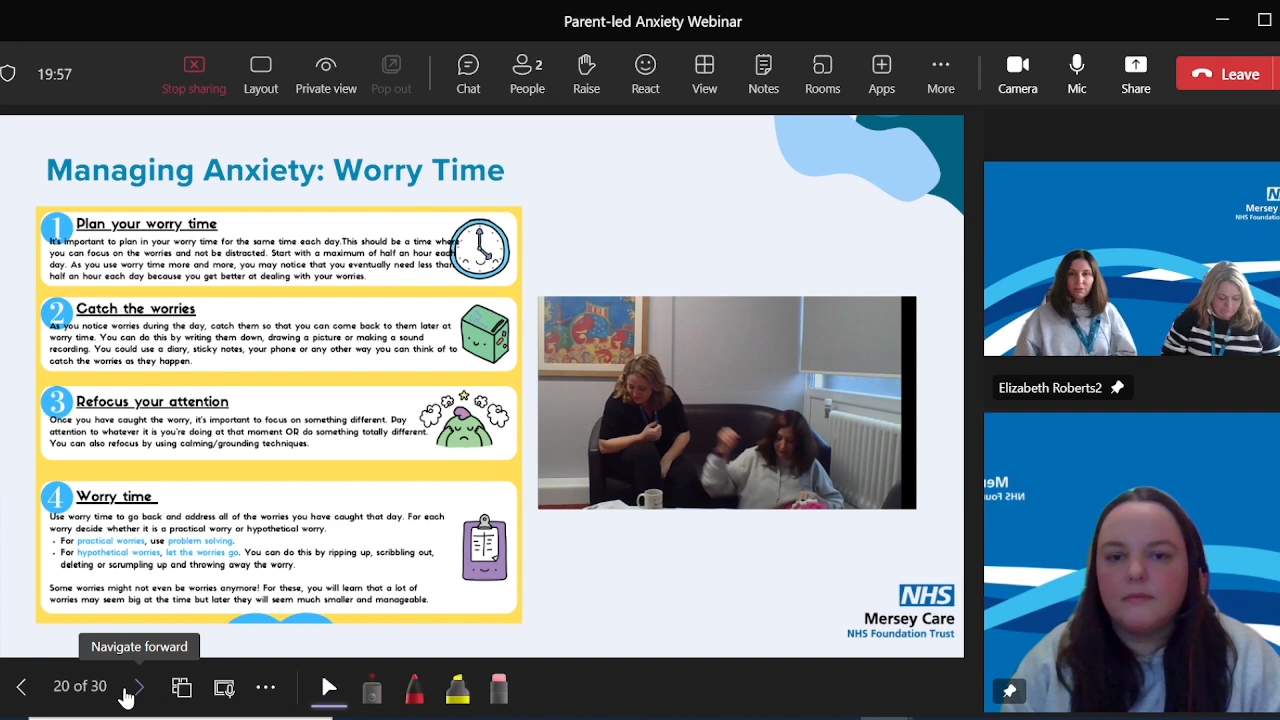 Parent-led Anxiety Webinar
19:57
Stop sharing
Layout
Private view
Pop out
Chat
2
People
Raise
React
View
Notes
Rooms
Apps
More
Camera
Mic
Share
Leave
Managing Anxiety: Worry Time
1
Plan your worry time
It's important to plan in your worry time for the same time each day.This should be a time where
you can focus on the worries and not be distracted. Start with a maximum of half an hour each
day. As you use worry time more and more, you may notice that you eventually need less than
half an hour each day because you get better at dealing with your worries.
2
Catch the worries
As you notice worries during the day, catch them so that you can come back to them later at
worry time. You can do this by writing them down, drawing a picture or making a sound
recording. You could use a diary, sticky notes, your phone or any other way you can think of to
catch the worries as they happen.
3
Refocus your attention
Once you have caught the worry, it's important to focus on something different. Pay
attention to whatever it is you're doing at that moment OR do something totally different.
You can also refocus by using calming/grounding techniques.
4
Worry time
Use worry time to go back and address all of the worries you have caught that day. For each
worry decide whether it is a practical worry or hypothetical worry.
• For practical worries, use problem solving.
• For hypothetical worries, let the worries go. You can do this by ripping up, scribbling out,
deleting or scrumpling up and throwing away the worry.
Some worries might not even be worries anymore! For these, you will learn that a lot of
worries may seem big at the time but later they will seem much smaller and manageable.
NHS
Mersey Care
NHS Foundation Trust
Mersey
NHS Foundatio
Elizabeth Roberts2
Navigate forward
20 of 30